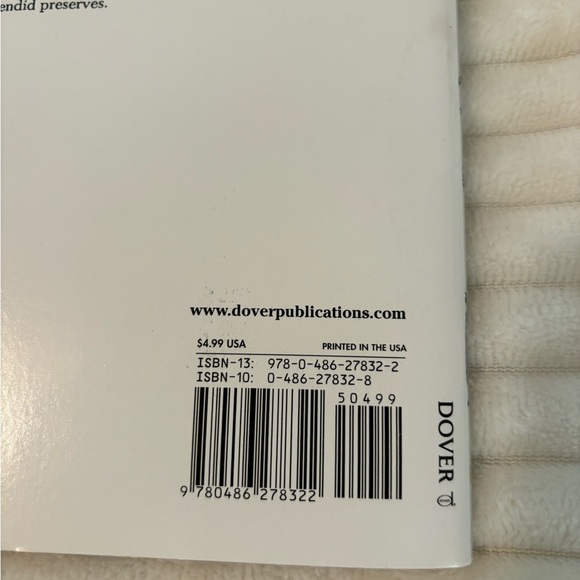 splendid preserves.
www.doverpublications.com
$4.99 USA PRINTED IN THE USA
ISBN-13: 978-0-486-27832-2
ISBN-10: 0-486-27832-8
50499
9 780486 278322
DOVER